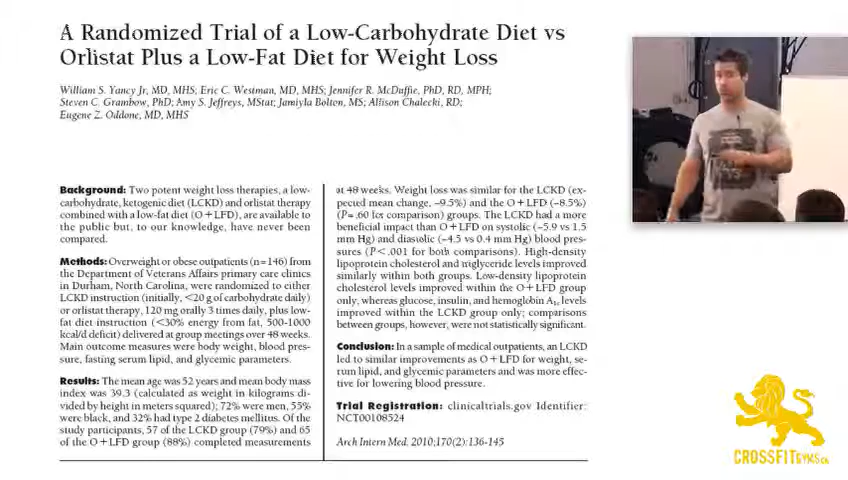 A Randomized Trial of a Low-Carbohydrate Diet vs
Orlistat Plus a Low-Fat Diet for Weight Loss
William S. Yancy Jr, MD, MHS; Eric C. Westman, MD, MHS; Jennifer R. McDuffie, PhD, RD, MPH;
Steven C. Grambow, PhD; Amy S. Jeffreys, MStat; Jamiyla Bolton, MS; Allison Chalecki, RD;
Eugene Z. Oddone, MD, MHS
Background: Two potent weight loss therapies, a low-
carbohydrate, ketogenic diet (LCKD) and orlistat therapy
combined with a low-fat diet (O + LFD), are available to
the public but, to our knowledge, have never been
compared.
Methods: Overweight or obese outpatients (n=146) from
the Department of Veterans Affairs primary care clinics
in Durham, North Carolina, were randomized to either
LCKD instruction (initially, <20 g of carbohydrate daily)
or orlistat therapy, 120 mg orally 3 times daily, plus low-
fat diet instruction (<30% energy from fat, 500-1000
kcal/d deficit) delivered at group meetings over 48 weeks.
Main outcome measures were body weight, blood pres-
sure, fasting serum lipid, and glycemic parameters.
Results: The mean age was 52 years and mean body mass
index was 39.3 (calculated as weight in kilograms di-
vided by height in meters squared); 72% were men, 55%
were black, and 32% had type 2 diabetes mellitus. Of the
study participants, 57 of the LCKD group (79%) and 65
of the O + LFD group (88%) completed measurements
at 48 weeks. Weight loss was similar for the LCKD (ex-
pected mean change, −9.5%) and the O + LFD (−8.5%)
(P= .60 for comparison) groups. The LCKD had a more
beneficial impact than O + LFD on systolic (−5.9 vs 1.5
mm Hg) and diastolic (−4.5 vs 0.4 mm Hg) blood pres-
sures (P < .001 for both comparisons). High-density
lipoprotein cholesterol and triglyceride levels improved
similarly within both groups. Low-density lipoprotein
cholesterol levels improved within the O + LFD group
only, whereas glucose, insulin, and hemoglobin A1c levels
improved within the LCKD group only; comparisons
between groups, however, were not statistically significant.
Conclusion: In a sample of medical outpatients, an LCKD
led to similar improvements as O + LFD for weight, se-
rum lipid, and glycemic parameters and was more effec-
tive for lowering blood pressure.
Trial Registration: clinicaltrials.gov Identifier:
NCT00108524
Arch Intern Med. 2010;170(2):136-145
CROSSFIT